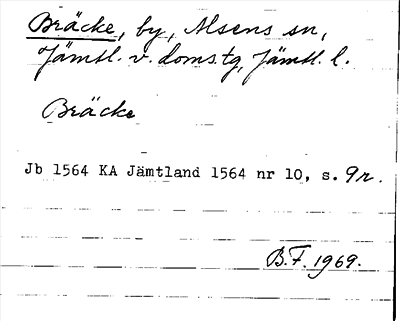 Bräcke, by, Alsens sn,
Jämtl. v. doms.tg, Jämtl. l.
Bräcke
Jb 1564 KA Jämtland 1564 nr 10, s. 9r.
B.F. 1969.